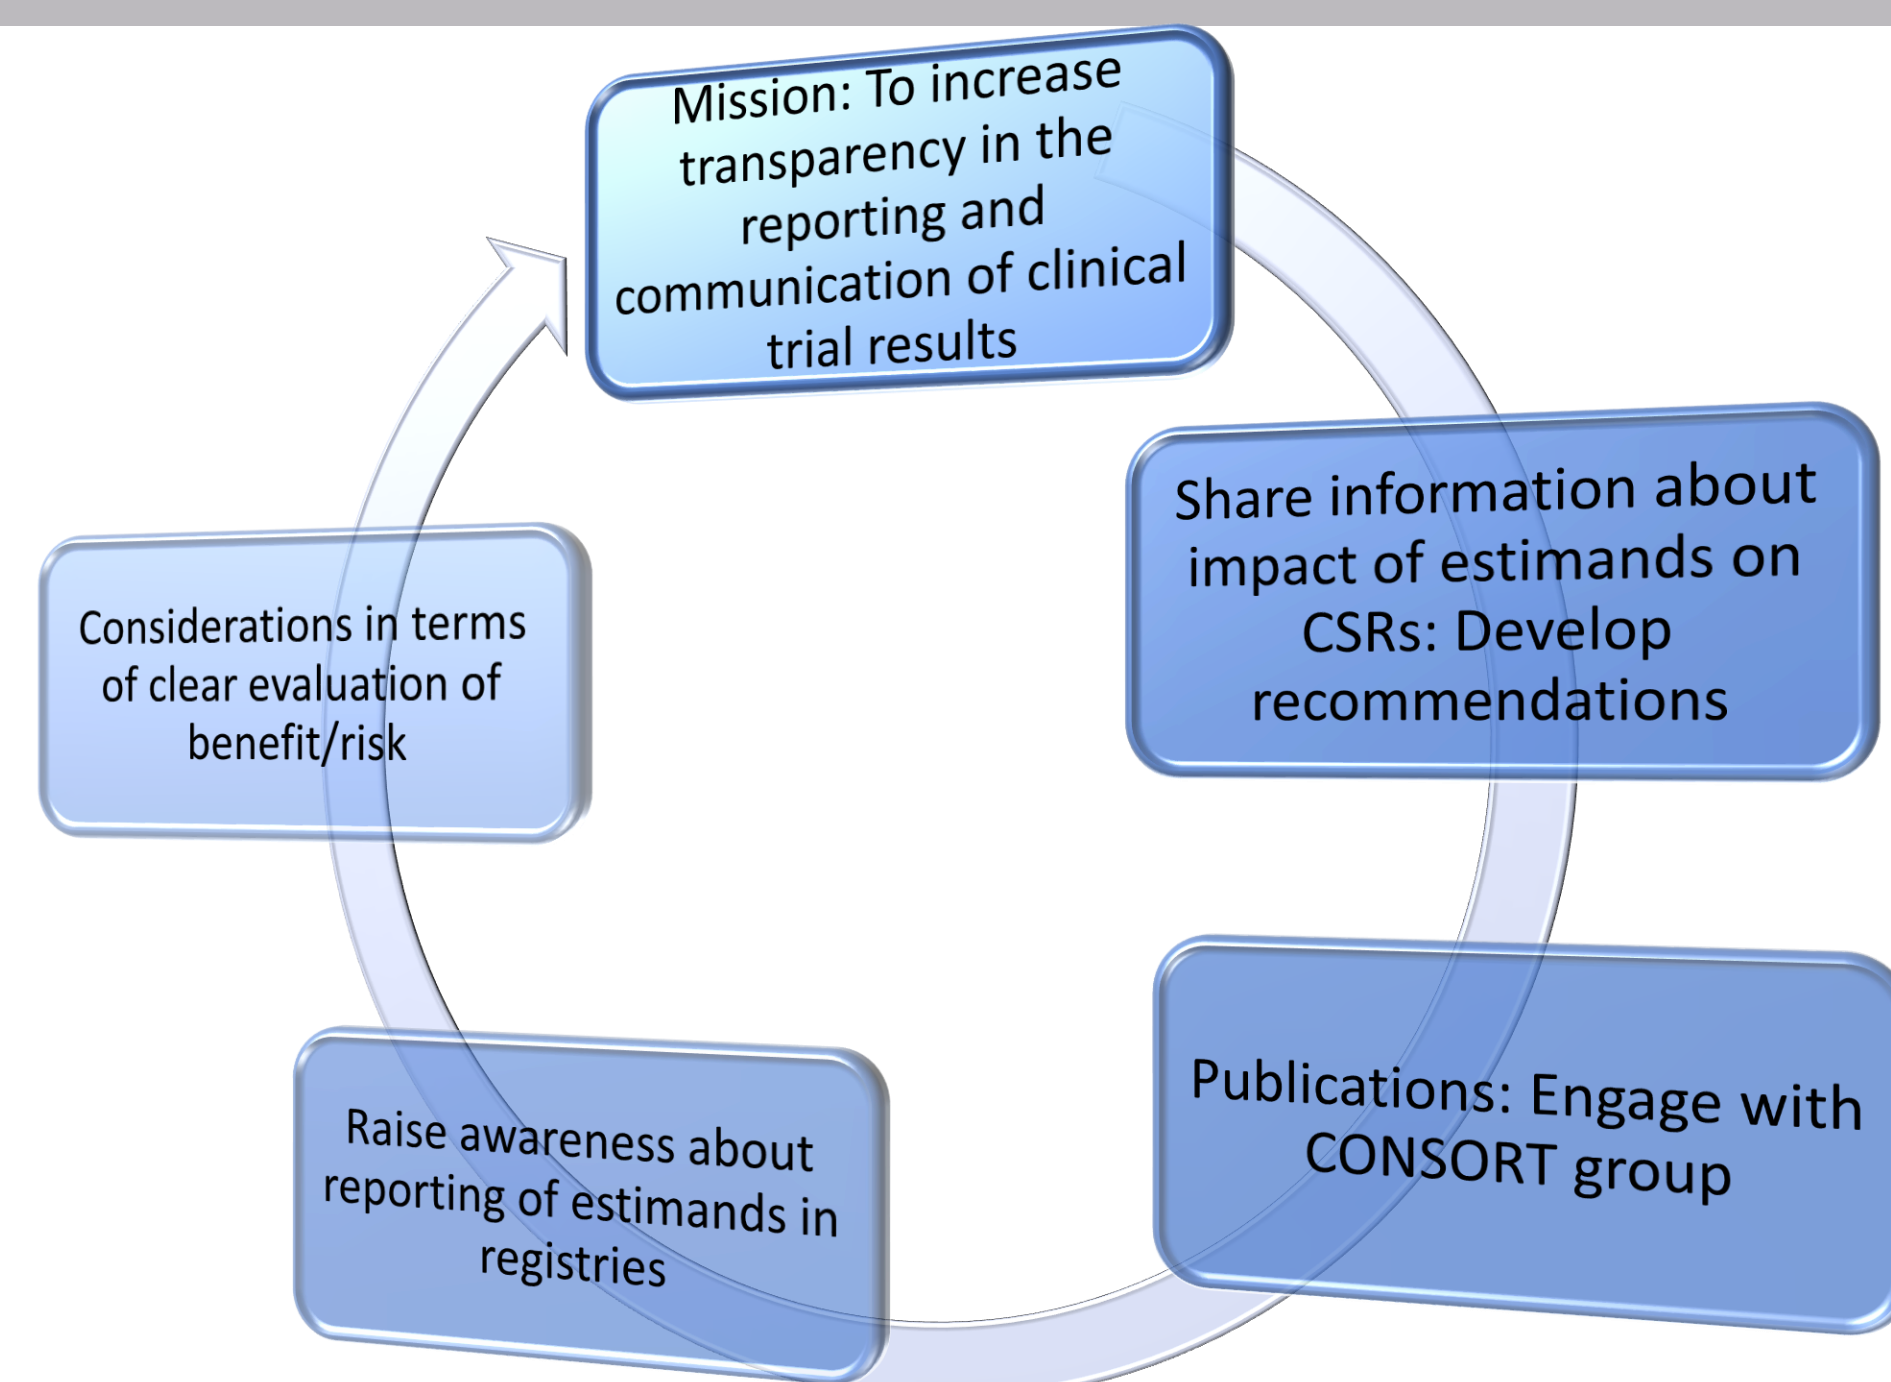 Mission: To increase
transparency in the
reporting and
communication of clinical
trial results
Share information about
impact of estimands on
CSRs: Develop
recommendations
Publications: Engage with
CONSORT group
Raise awareness about
reporting of estimands in
registries
Considerations in terms
of clear evaluation of
benefit/risk